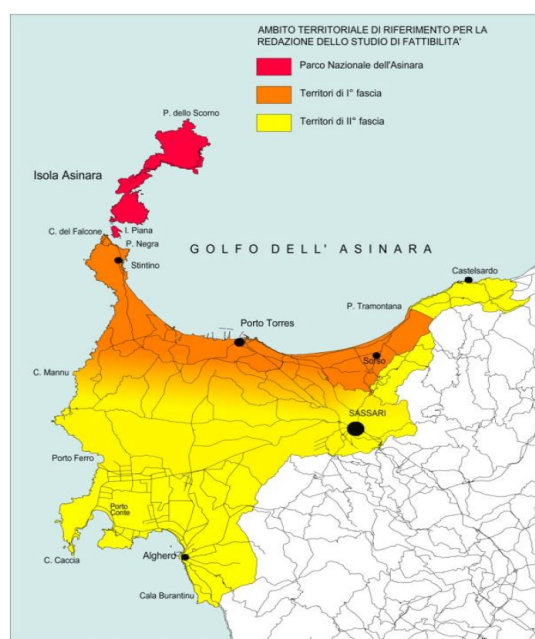 AMBITO TERRITORIALE DI RIFERIMENTO PER LA
REDAZIONE DELLO STUDIO DI FATTIBILITA'
Parco Nazionale dell'Asinara
Territori di I° fascia
Territori di II° fascia
P. dello Scorno
Isola Asinara
I. Piana
C. del Falcone
P. Negra
GOLFO DELL' ASINARA
Stintino
Castelsardo
P. Tramontana
Porto Torres
Sorso
C. Mannu
SASSARI
Porto Ferro
Porto
Conte
Alghero
C. Caccia
Cala Burantinu